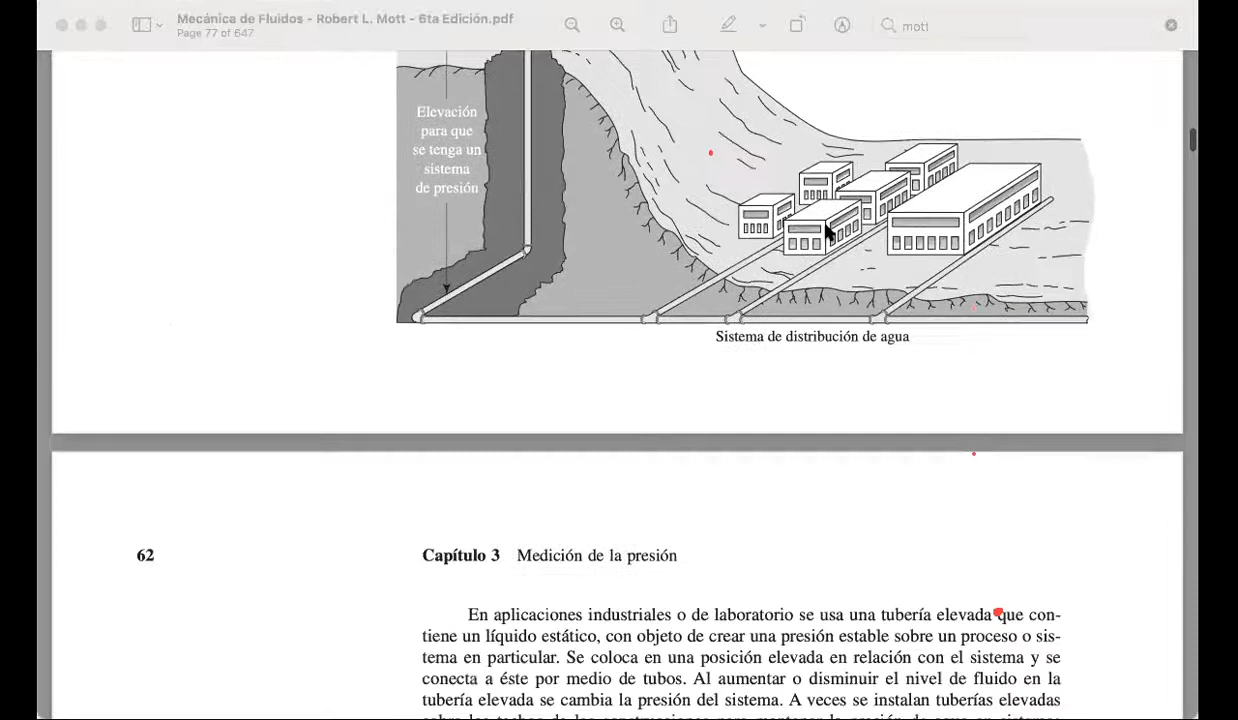 Mecánica de Fluidos - Robert L. Mott - 6ta Edición.pdf
Page 77 of 647
mott
Elevación
para que
se tenga un
sistema
de presión
Sistema de distribución de agua
62
Capítulo 3 Medición de la presión
En aplicaciones industriales o de laboratorio se usa una tubería elevada que con-
tiene un líquido estático, con objeto de crear una presión estable sobre un proceso o sis-
tema en particular. Se coloca en una posición elevada en relación con el sistema y se
conecta a éste por medio de tubos. Al aumentar o disminuir el nivel de fluido en la
tubería elevada se cambia la presión del sistema. A veces se instalan tuberías elevadas